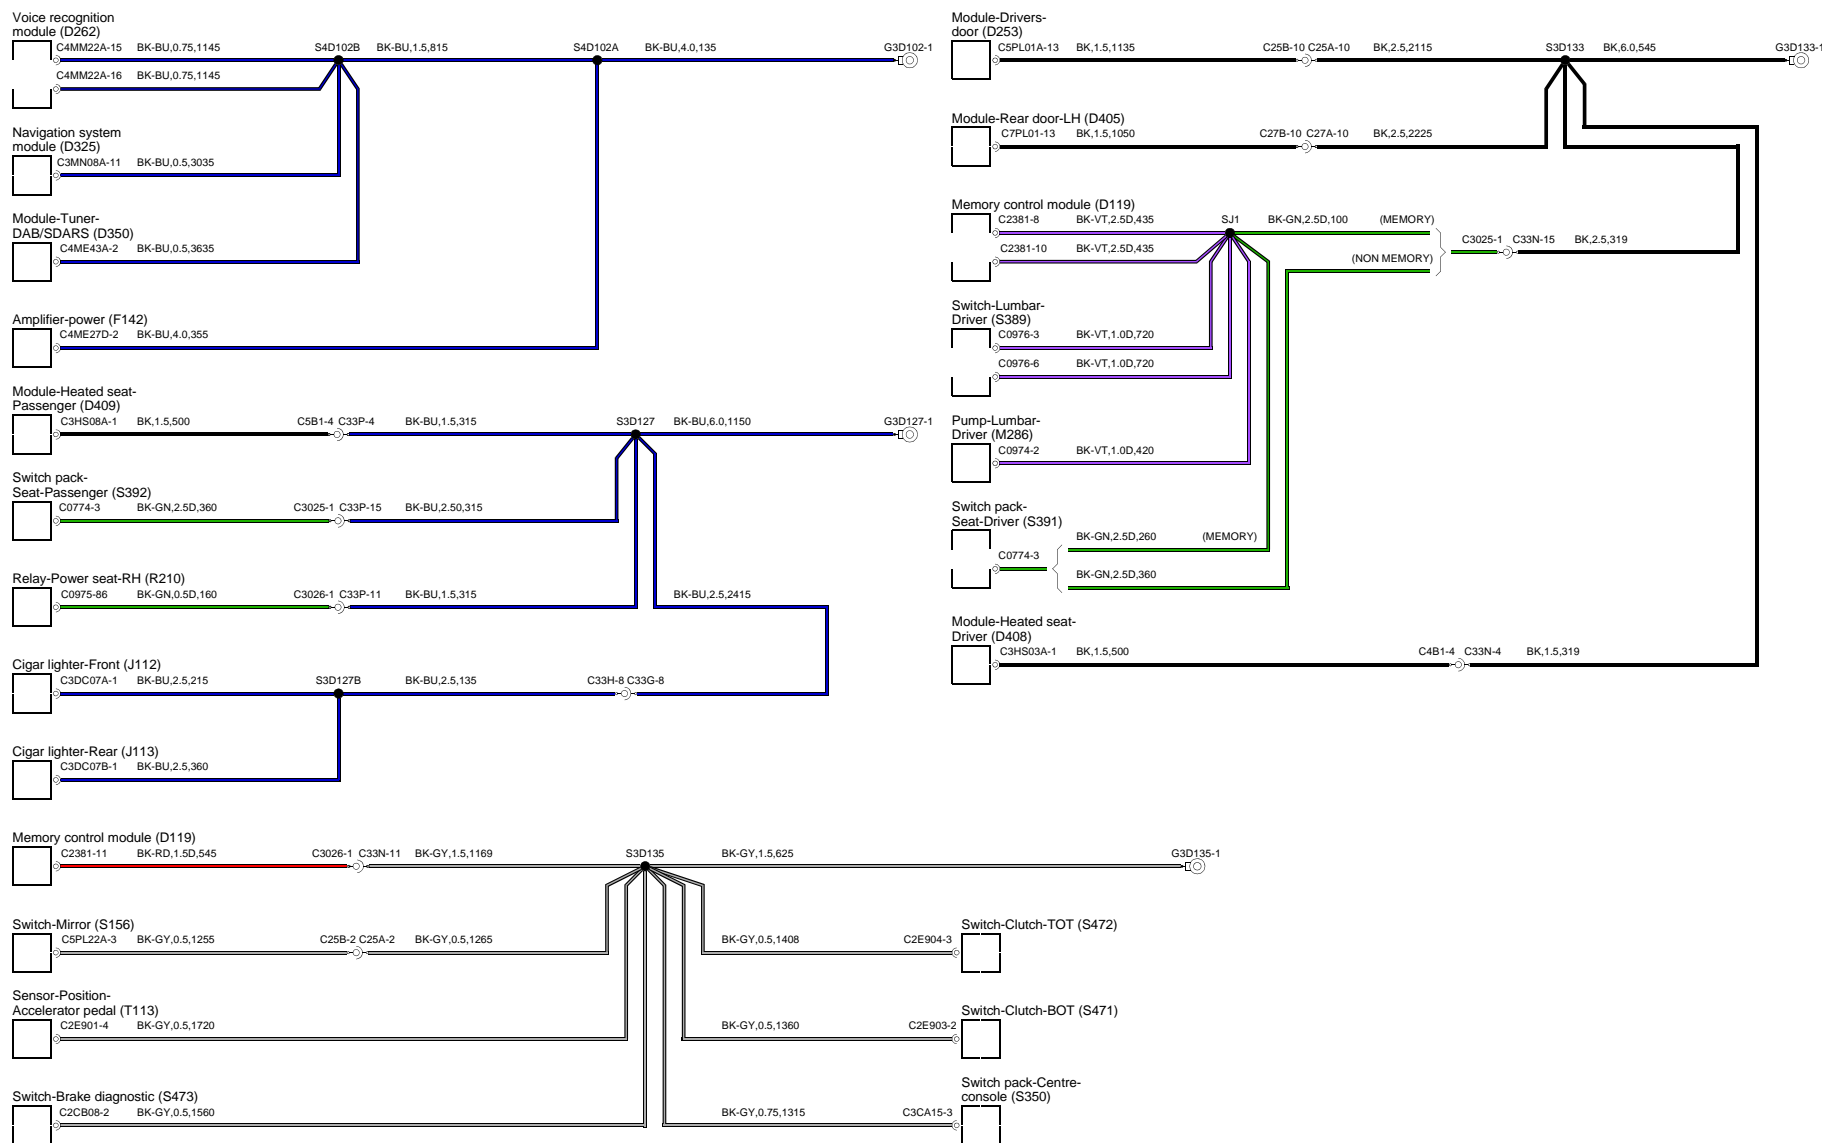 Voice recognition
module (D262)
C4MM22A-15 BK-BU,0.75,1145 S4D102B BK-BU,1.5,815 S4D102A BK-BU,4.0,135 G3D102-1
C4MM22A-16 BK-BU,0.75,1145
Navigation system
module (D325)
C3MN08A-11 BK-BU,0.5,3035
Module-Tuner-
DAB/SDARS (D350)
C4ME43A-2 BK-BU,0.5,3635
Amplifier-power (F142)
C4ME27D-2 BK-BU,4.0,355
Module-Heated seat-
Passenger (D409)
C3HS08A-1 BK,1.5,500 C5B1-4 C33P-4 BK-BU,1.5,315 S3D127 BK-BU,6.0,1150 G3D127-1
Switch pack-
Seat-Passenger (S392)
C0774-3 BK-GN,2.5D,360 C3025-1 C33P-15 BK-BU,2.50,315
Relay-Power seat-RH (R210)
C0975-86 BK-GN,0.5D,160 C3026-1 C33P-11 BK-BU,1.5,315 BK-BU,2.5,2415
Cigar lighter-Front (J112)
C3DC07A-1 BK-BU,2.5,215 S3D127B BK-BU,2.5,135 C33H-8 C33G-8
Cigar lighter-Rear (J113)
C3DC07B-1 BK-BU,2.5,360
Module-Drivers-
door (D253)
C5PL01A-13 BK,1.5,1135 C25B-10 C25A-10 BK,2.5,2115 S3D133 BK,6.0,545 G3D133-1
Module-Rear door-LH (D405)
C7PL01-13 BK,1.5,1050 C27B-10 C27A-10 BK,2.5,2225
Memory control module (D119)
C2381-8 BK-VT,2.5D,435 SJ1 BK-GN,2.5D,100 (MEMORY)
C2381-10 BK-VT,2.5D,435 C3025-1 C33N-15 BK,2.5,319
(NON MEMORY)
Switch-Lumbar-
Driver (S389)
C0976-3 BK-VT,1.0D,720
C0976-6 BK-VT,1.0D,720
Pump-Lumbar-
Driver (M286)
C0974-2 BK-VT,1.0D,420
Switch pack-
Seat-Driver (S391)
BK-GN,2.5D,260 (MEMORY)
C0774-3
BK-GN,2.5D,360
Module-Heated seat-
Driver (D408)
C3HS03A-1 BK,1.5,500 C4B1-4 C33N-4 BK,1.5,319
Memory control module (D119)
C2381-11 BK-RD,1.5D,545 C3026-1 C33N-11 BK-GY,1.5,1169 S3D135 BK-GY,1.5,625 G3D135-1
Switch-Mirror (S156)
C5PL22A-3 BK-GY,0.5,1255 C25B-2 C25A-2 BK-GY,0.5,1265
Sensor-Position-
Accelerator pedal (T113)
C2E901-4 BK-GY,0.5,1720
Switch-Brake diagnostic (S473)
C2CB08-2 BK-GY,0.5,1560
Switch-Clutch-TOT (S472)
BK-GY,0.5,1408 C2E904-3
Switch-Clutch-BOT (S471)
BK-GY,0.5,1360 C2E903-2
Switch pack-Centre-
console (S350)
BK-GY,0.75,1315 C3CA15-3